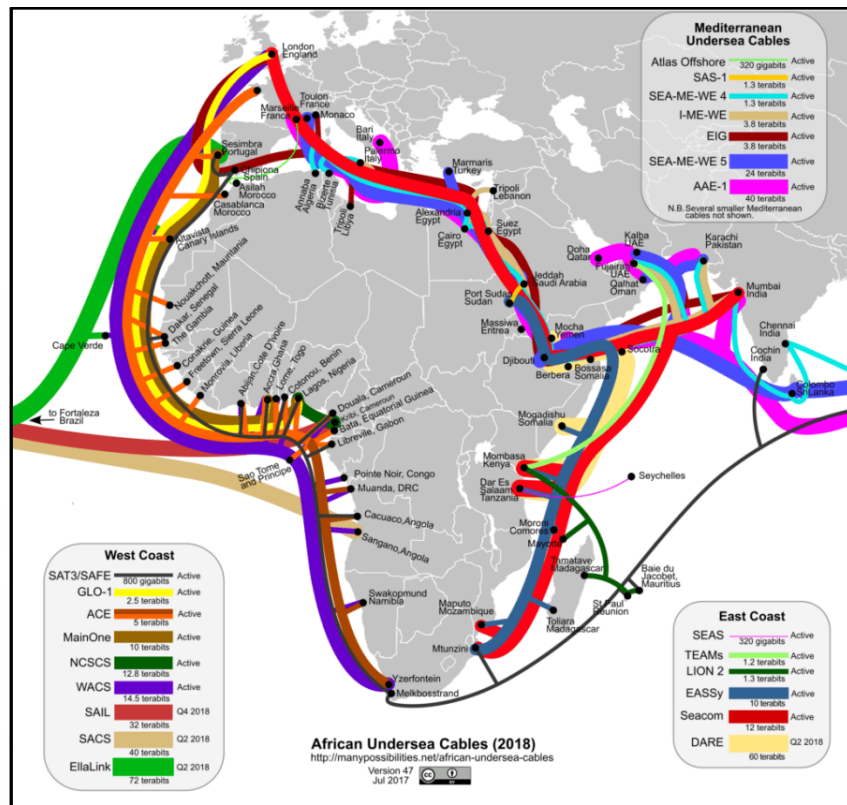 London
England
Toulon
France
Marseille
France
Monaco
Bari
Italy
Palermo
Italy
Sesimbra
Portugal
Chipiona
Spain
Asilah
Morocco
Casablanca
Morocco
Annaba
Algeria
Bizerte
Tunisia
Tripoli
Libya
Marmaris
Turkey
Tripoli
Lebanon
Alexandria
Egypt
Cairo
Egypt
Suez
Egypt
Altavista
Canary Islands
Nouakchott, Mauritania
Dakar, Senegal
The Gambia
Conakrie, Guinea
Freetown, Sierra Leone
Monrovia, Liberia
Abijan, Cote D'Ivoire
Accra, Ghana
Lome, Togo
Cotonou, Benin
Lagos, Nigeria
Cape Verde
to Fortaleza
Brazil
Douala, Cameroun
Kribi, Cameroun
Bata, Equatorial Guinea
Libreville, Gabon
Sao Tome
and Principe
Pointe Noir, Congo
Muanda, DRC
Cacuaco, Angola
Sangano, Angola
Swakopmund
Namibia
Yzerfontein
Melkbosstrand
Jeddah
Saudi Arabia
Port Sudan
Sudan
Massiwa
Eritrea
Mocha
Yemen
Djibouti
Berbera
Bossasa
Somalia
Socotra
Doha
Qatar
Kalba
UAE
Fujairah
UAE
Qalhat
Oman
Karachi
Pakistan
Mumbai
India
Chennai
India
Cochin
India
Colombo
Sri Lanka
Mogadishu
Somalia
Mombasa
Kenya
Dar Es
Salaam
Tanzania
Seychelles
Moroni
Comores
Mayotte
Tamatave
Madagascar
Baie du
Jacobet,
Mauritius
St Paul
Reunion
Toliara
Madagascar
Maputo
Mozambique
Mtunzini
Mediterranean
Undersea Cables
Atlas Offshore Active
320 gigabits
SAS-1 Active
1.3 terabits
SEA-ME-WE 4 Active
1.3 terabits
I-ME-WE Active
3.8 terabits
EIG Active
3.8 terabits
SEA-ME-WE 5 Active
24 terabits
AAE-1 Active
40 terabits
N.B. Several smaller Mediterranean
cables not shown.
West Coast
SAT3/SAFE Active
800 gigabits
GLO-1 Active
2.5 terabits
ACE Active
5 terabits
MainOne Active
10 terabits
NCSCS Active
12.8 terabits
WACS Active
14.5 terabits
SAIL Q4 2018
32 terabits
SACS Q2 2018
40 terabits
EllaLink Q2 2018
72 terabits
East Coast
SEAS Active
320 gigabits
TEAMs Active
1.2 terabits
LION 2 Active
1.3 terabits
EASSy Active
10 terabits
Seacom Active
12 terabits
DARE Q2 2018
60 terabits
African Undersea Cables (2018)
http://manypossibilities.net/african-undersea-cables
Version 47
Jul 2017
cc
BY